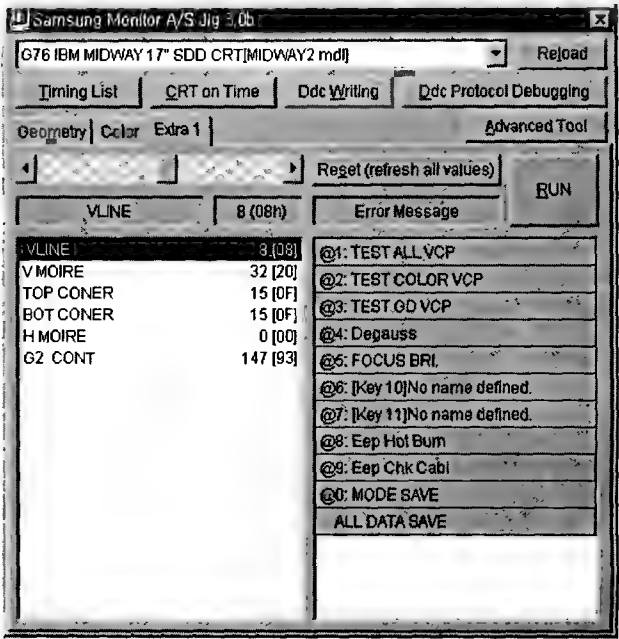 Samsung Monitor A/S Jig 3,0b
G76 IBM MIDWAY 17" SDD CRT[MIDWAY2 mdl]
Reload
Timing List
CRT on Time
Ddc Writing
Ddc Protocol Debugging
Geometry
Color
Extra 1
Advanced Tool
Reset (refresh all values)
RUN
VLINE
8 (08h)
Error Message
VLINE 8 [08]
V MOIRE 32 [20]
TOP CONER 15 [0F]
BOT CONER 15 [0F]
H MOIRE 0 [00]
G2 CONT 147 [93]
@1: TEST ALL VCP
@2: TEST COLOR VCP
@3: TEST GD VCP
@4: Degauss
@5: FOCUS BRI.
@6: [Key 10]No name defined.
@7: [Key 11]No name defined.
@8: Eep Hot Burn
@9: Eep Chk Cabl
@0: MODE SAVE
ALL DATA SAVE